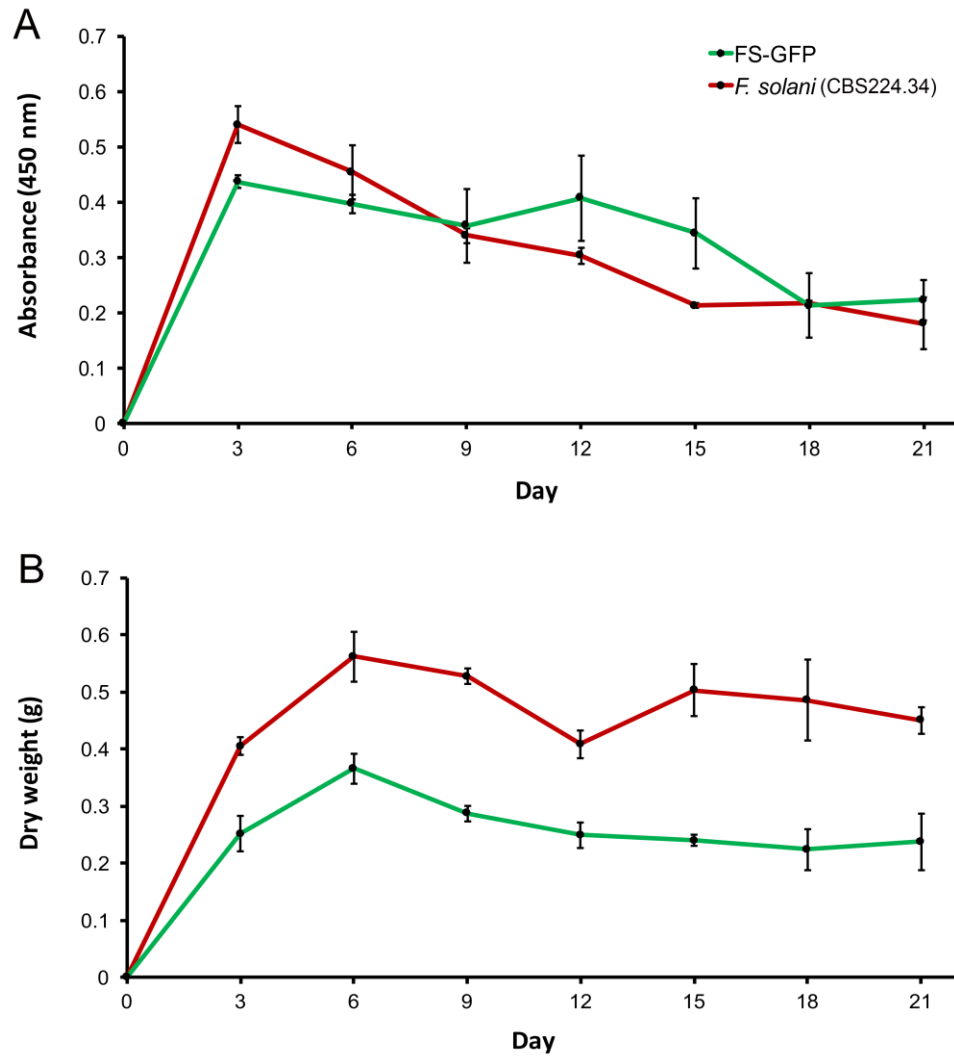 A
0.7
0.6
0.5
0.4
0.3
0.2
0.1
0
Absorbance (450 nm)
FS-GFP
F. solani (CBS224.34)
0 3 6 9 12 15 18 21
Day
B
0.7
0.6
0.5
0.4
0.3
0.2
0.1
0
Dry weight (g)
0 3 6 9 12 15 18 21
Day